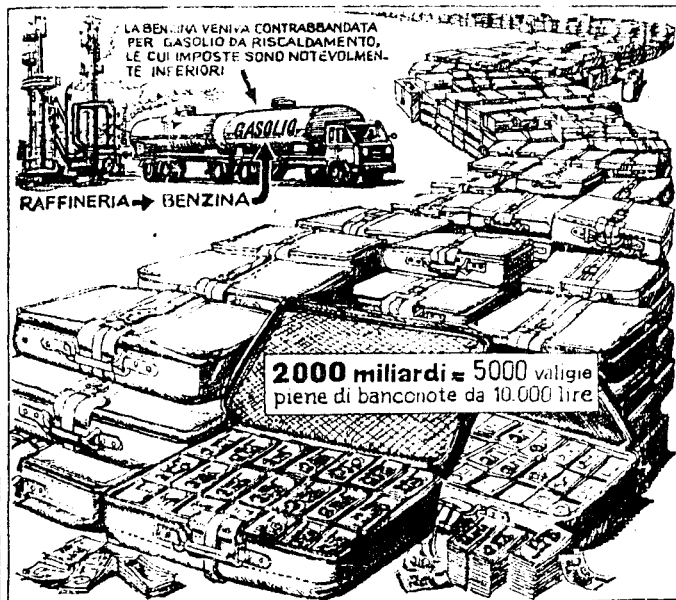 LA BENZINA VENIVA CONTRABBANDATA
PER GASOLIO DA RISCALDAMENTO,
LE CUI IMPOSTE SONO NOTEVOLMEN-
TE INFERIORI
GASOLIO
RAFFINERIA → BENZINA
2000 miliardi = 5000 valigie
piene di banconote da 10.000 lire